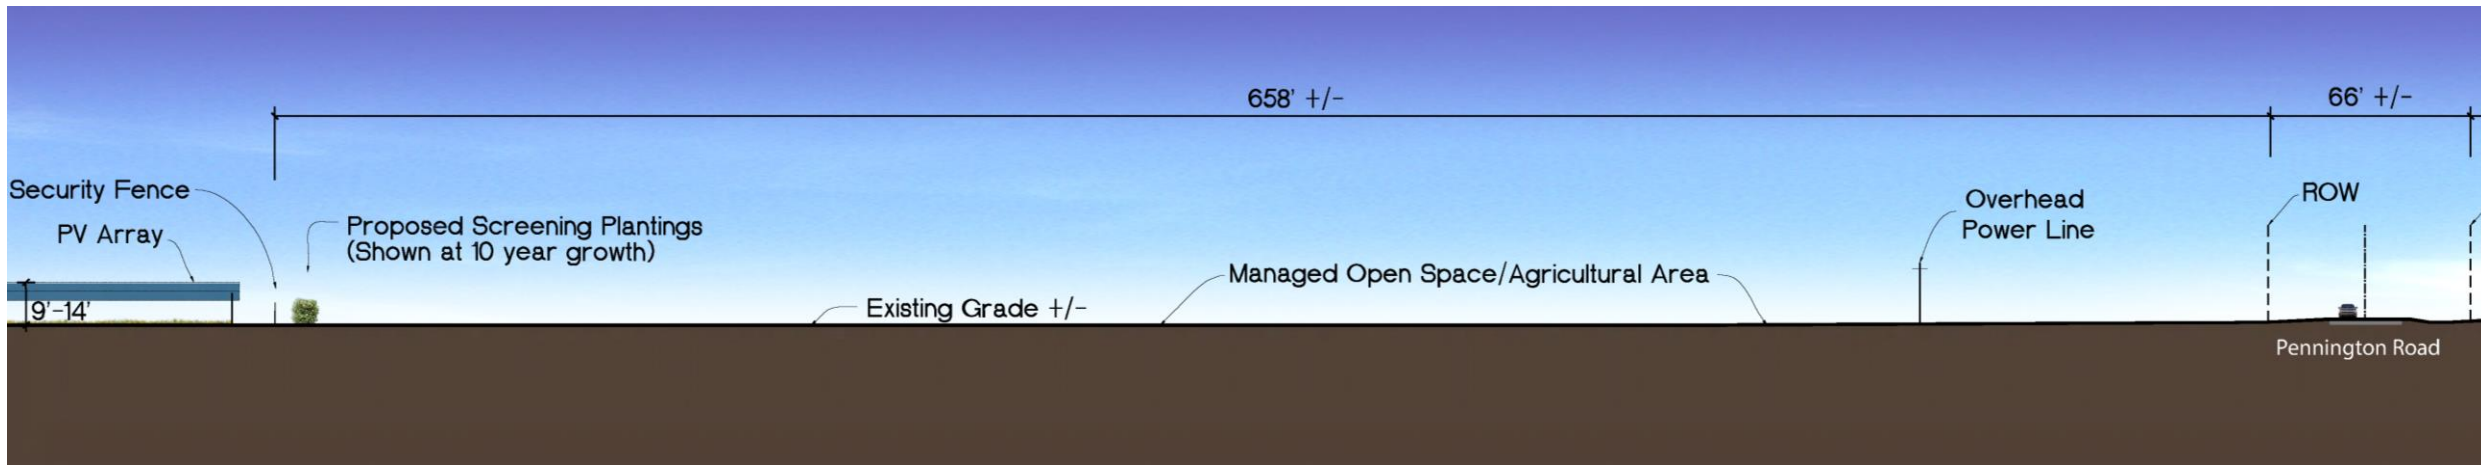 658' +/-
66' +/-
Security Fence
PV Array
Proposed Screening Plantings
(Shown at 10 year growth)
9'-14'
Existing Grade +/-
Managed Open Space/Agricultural Area
Overhead
Power Line
ROW
Pennington Road